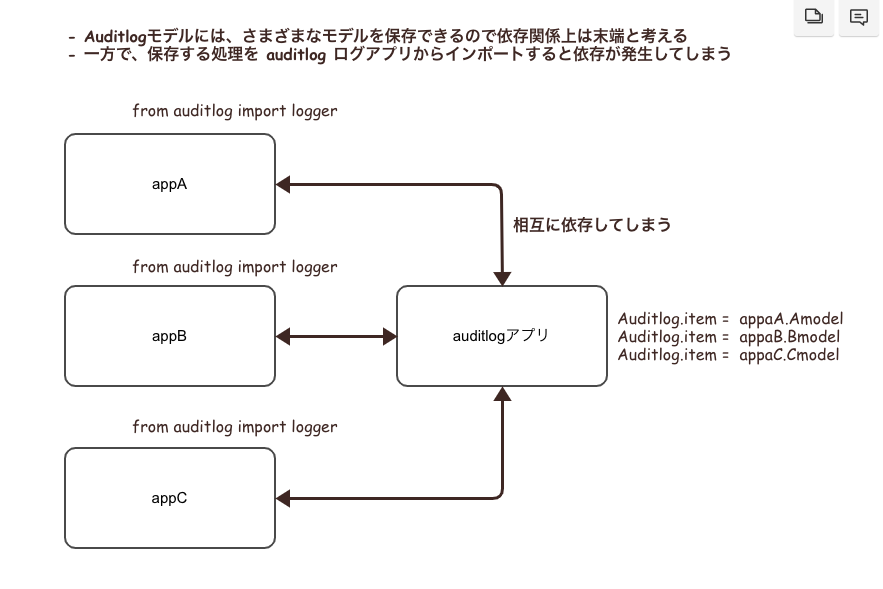 - Auditlogモデルには、さまざまなモデルを保存できるので依存関係上は末端と考える
- 一方で、保存する処理を auditlog ログアプリからインポートすると依存が発生してしまう
from auditlog import logger
appA
相互に依存してしまう
from auditlog import logger
appB
auditlogアプリ
Auditlog.item = appaA.Amodel
Auditlog.item = appaB.Bmodel
Auditlog.item = appaC.Cmodel
from auditlog import logger
appC